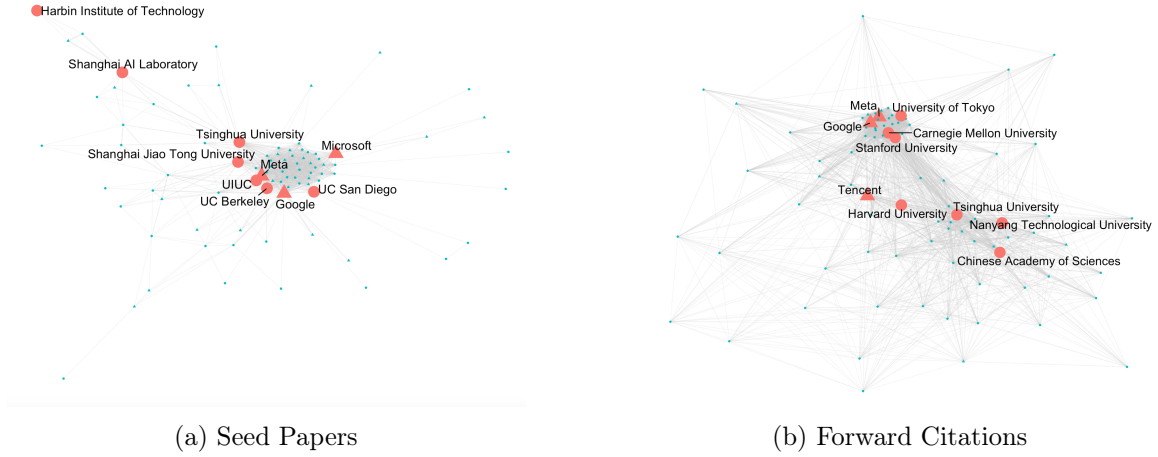 Harbin Institute of Technology
Shanghai AI Laboratory
Tsinghua University
Microsoft
Shanghai Jiao Tong University
Meta
UIUC
UC San Diego
UC Berkeley
Google
(a) Seed Papers
Meta
University of Tokyo
Google
Carnegie Mellon University
Stanford University
Tencent
Tsinghua University
Harvard University
Nanyang Technological University
Chinese Academy of Sciences
(b) Forward Citations